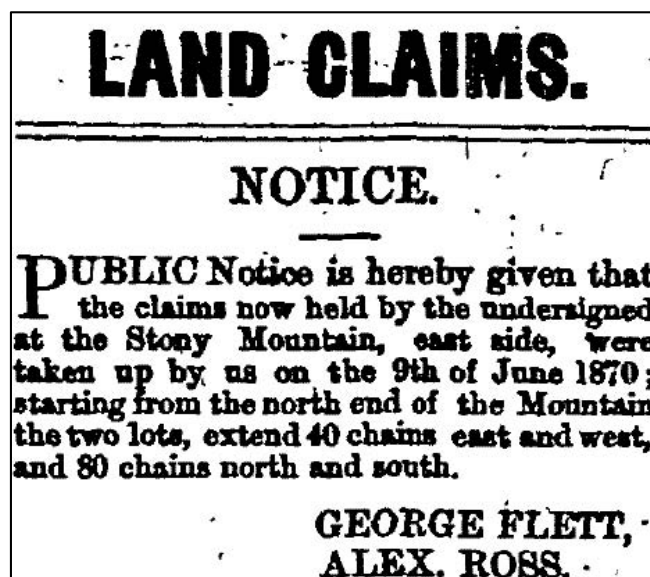 LAND CLAIMS.
NOTICE.
PUBLIC Notice is hereby given that
the claims now held by the undersigned
at the Stony Mountain, east side, were
taken up by us on the 9th of June 1870;
starting from the north end of the Mountain
the two lots, extend 40 chains east and west,
and 80 chains north and south.
GEORGE FLETT,
ALEX. ROSS.